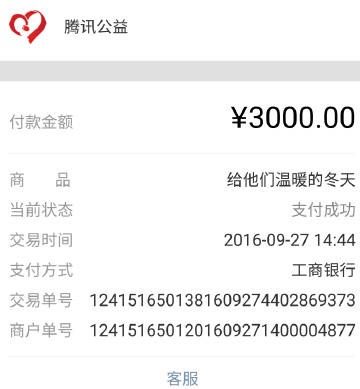 腾讯公益
付款金额 ¥3000.00
商 品 给他们温暖的冬天
当前状态 支付成功
交易时间 2016-09-27 14:44
支付方式 工商银行
交易单号 1241516501381609274402869373
商户单号 1241516501201609271400004877
客服